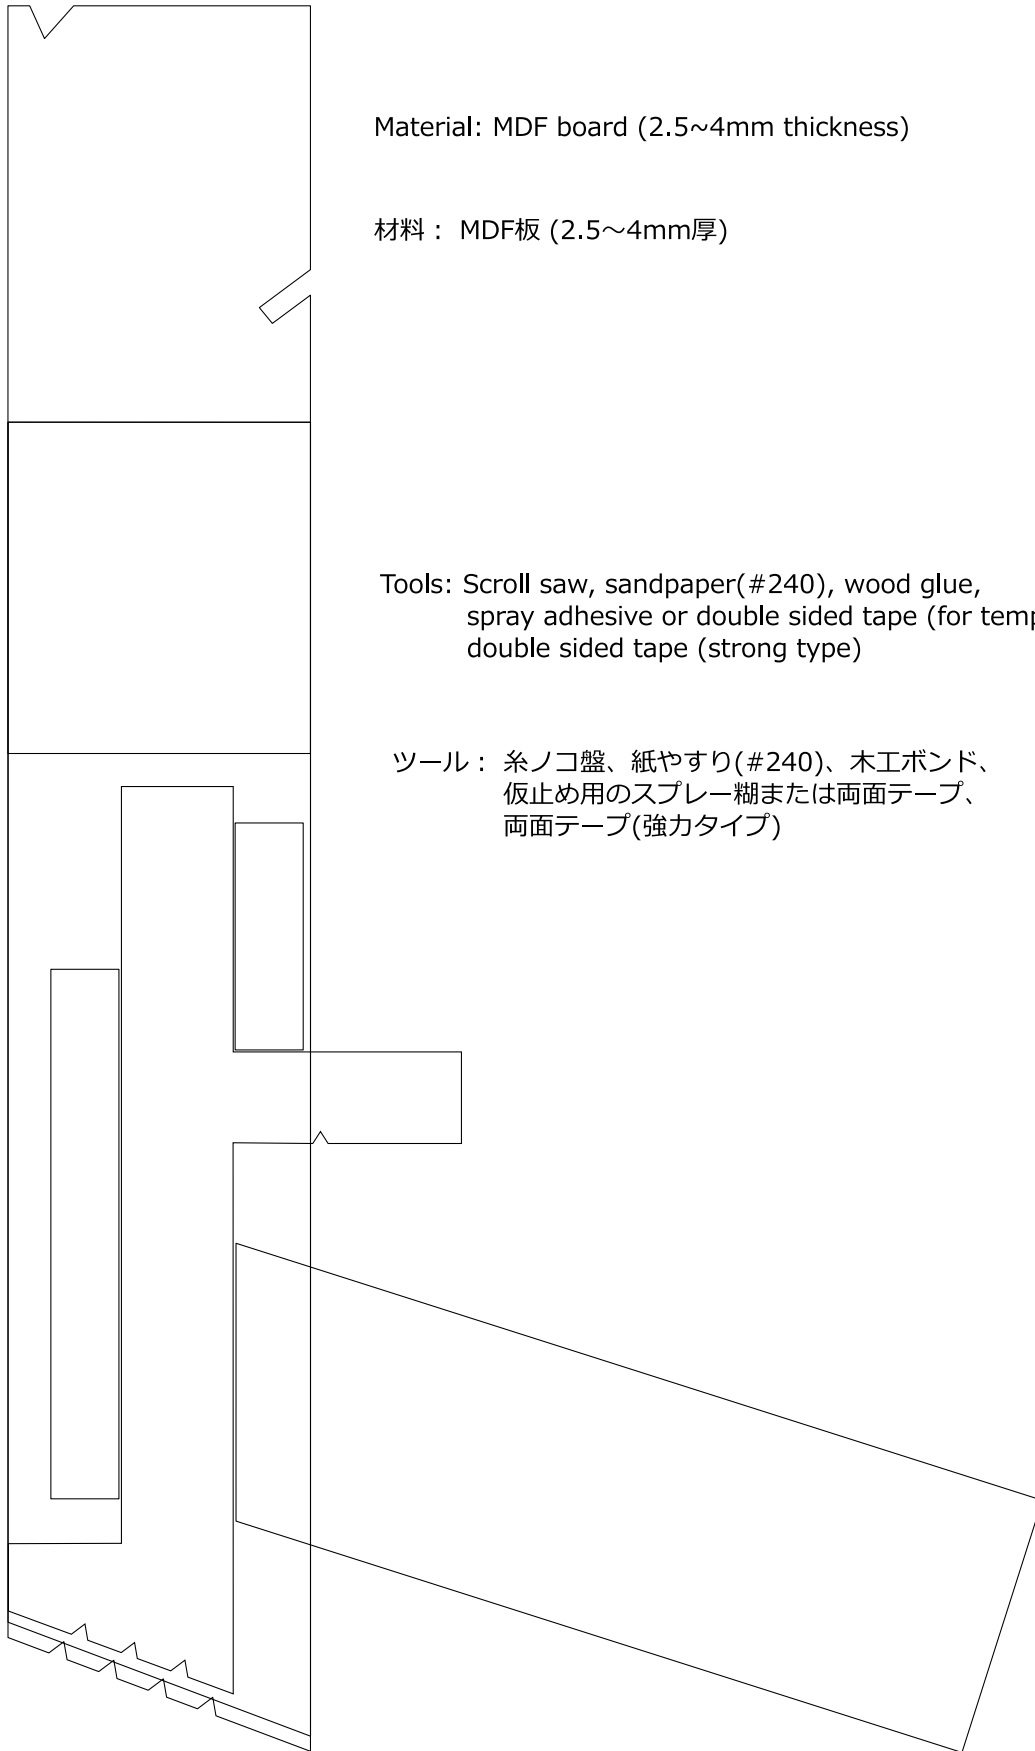 Material: MDF board (2.5~4mm thickness)
材料： MDF板 (2.5～4mm厚)
Tools: Scroll saw, sandpaper(#240), wood glue,
spray adhesive or double sided tape (for temp
double sided tape (strong type)
ツール： 糸ノコ盤、紙やすり(#240)、木工ボンド、
仮止め用のスプレー糊または両面テープ、
両面テープ(強力タイプ)